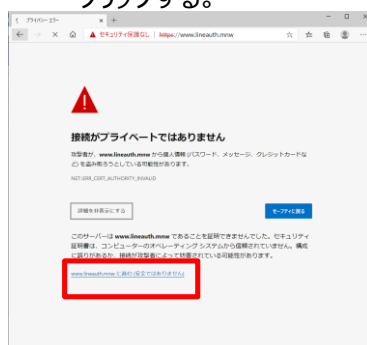 クリックする。
プライバシー エラー
セキュリティ保護なし | https://www.lineauth.mnw
接続がプライベートではありません
攻撃者が、www.lineauth.mnw から個人情報 (パスワード、メッセージ、クレジットカードな
ど) を盗み取ろうとしている可能性があります。
NET::ERR_CERT_AUTHORITY_INVALID
詳細を非表示にする
セーフティに戻る
このサーバーは www.lineauth.mnw であることを証明できませんでした。セキュリティ
証明書は、コンピューターのオペレーティング システムから信頼されていません。構成
に誤りがあるか、接続が攻撃者によって妨害されている可能性があります。
www.lineauth.mnw に進む (安全ではありません)